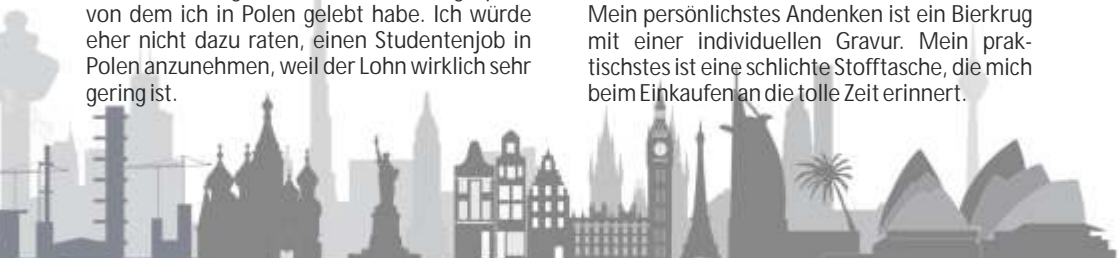 von dem ich in Polen gelebt habe. Ich würde
eher nicht dazu raten, einen Studentenjob in
Polen anzunehmen, weil der Lohn wirklich sehr
gering ist.
Mein persönlichstes Andenken ist ein Bierkrug
mit einer individuellen Gravur. Mein prak-
tischstes ist eine schlichte Stofftasche, die mich
beim Einkaufen an die tolle Zeit erinnert.